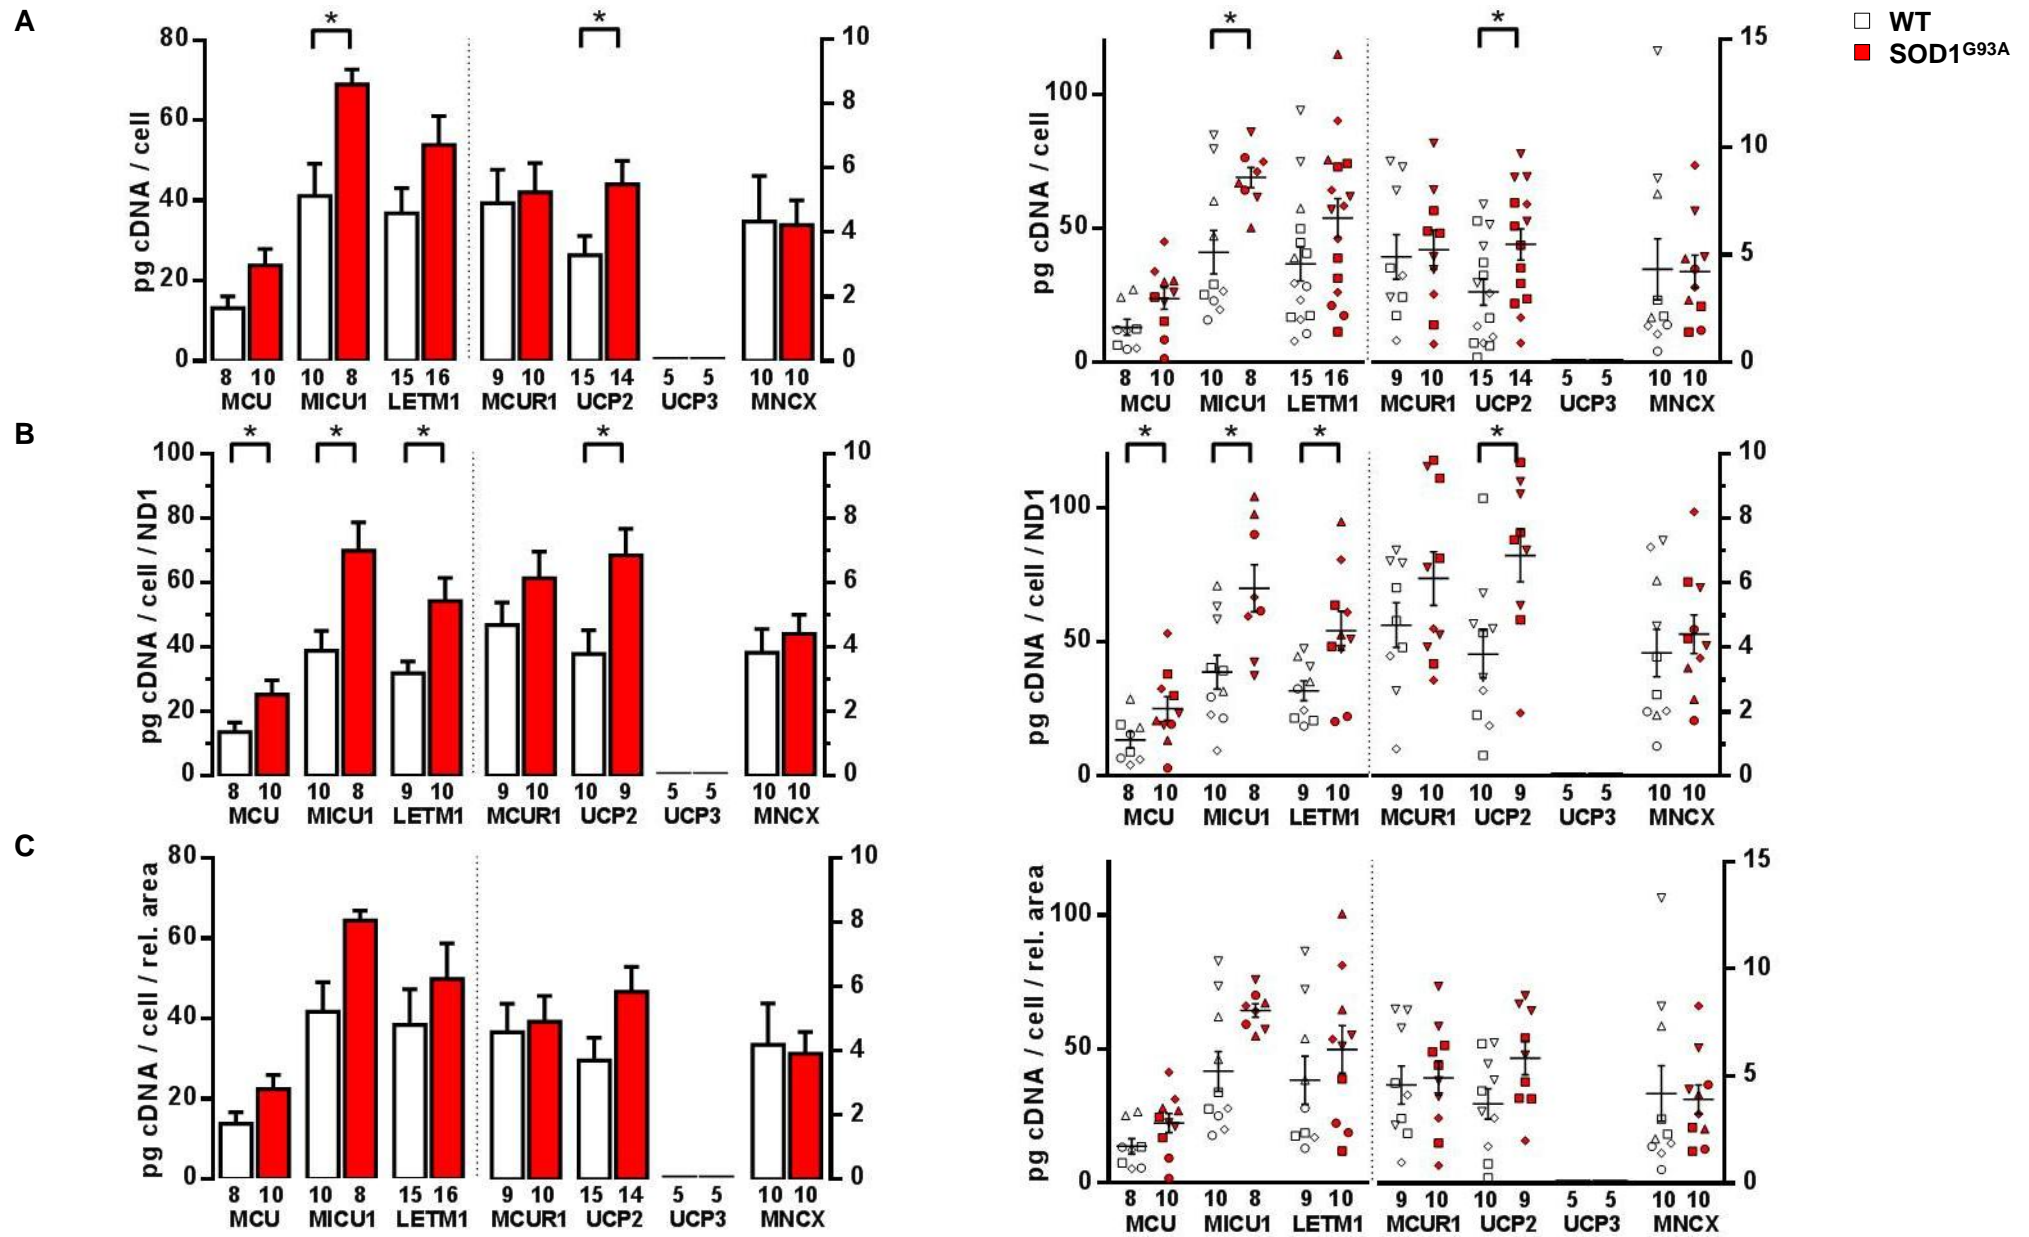 A
WT
SOD1G93A
pg cDNA / cell
80
60
40
20
0
* *
10
8
6
4
2
0
8 10 10 8 15 16 9 10 15 14 5 5 10 10
MCU MICU1 LETM1 MCUR1 UCP2 UCP3 MNCX
pg cDNA / cell
100
50
0
* *
15
10
5
0
8 10 10 8 15 16 9 10 15 14 5 5 10 10
MCU MICU1 LETM1 MCUR1 UCP2 UCP3 MNCX
B
pg cDNA / cell / ND1
100
80
60
40
20
0
* * * *
10
8
6
4
2
0
8 10 10 8 9 10 9 10 10 9 5 5 10 10
MCU MICU1 LETM1 MCUR1 UCP2 UCP3 MNCX
pg cDNA / cell / ND1
100
50
0
* * * *
10
8
6
4
2
0
8 10 10 8 9 10 9 10 10 9 5 5 10 10
MCU MICU1 LETM1 MCUR1 UCP2 UCP3 MNCX
C
pg cDNA / cell / rel. area
80
60
40
20
0
10
8
6
4
2
0
8 10 10 8 15 16 9 10 15 14 5 5 10 10
MCU MICU1 LETM1 MCUR1 UCP2 UCP3 MNCX
pg cDNA / cell / rel. area
100
50
0
15
10
5
0
8 10 10 8 9 10 9 10 10 9 5 5 10 10
MCU MICU1 LETM1 MCUR1 UCP2 UCP3 MNCX